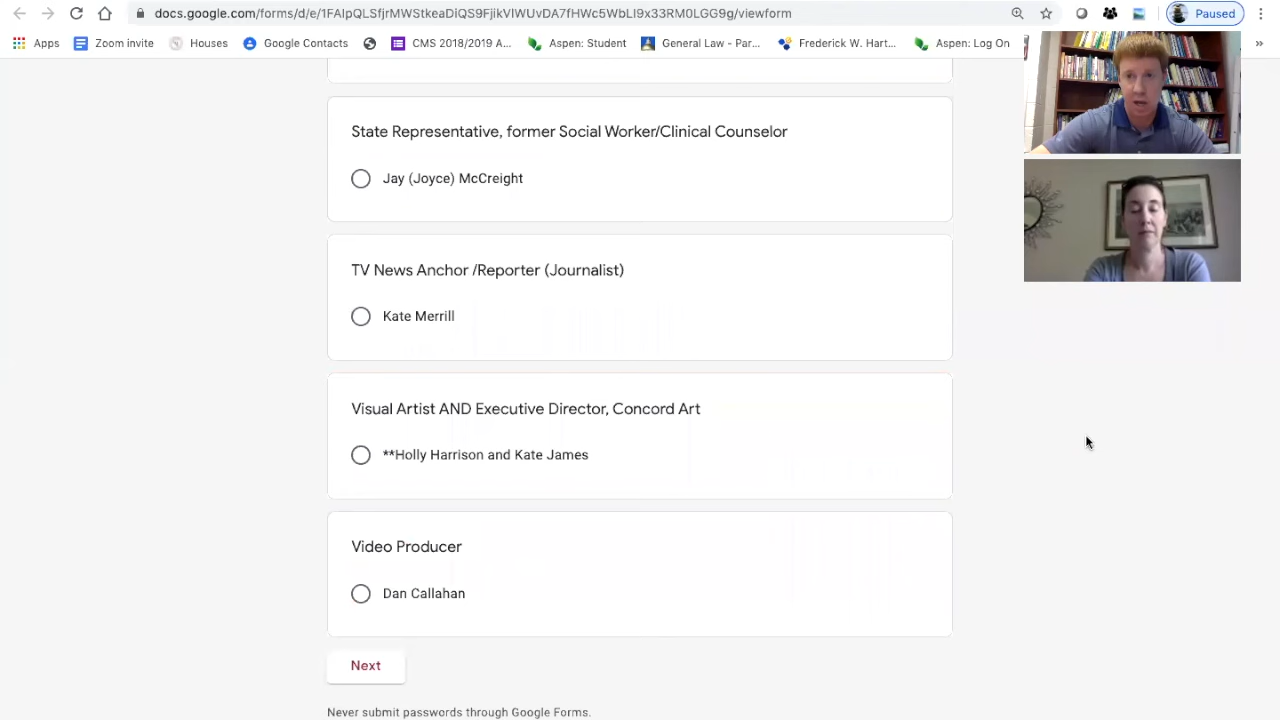 docs.google.com/forms/d/e/1FAIpQLSfjrMWStkeaDiQS9FjikVIWUvDA7fHWc5WbLI9x33RM0LGG9g/viewform
Paused
Apps
Zoom invite
Houses
Google Contacts
CMS 2018/2019 A...
Aspen: Student
General Law - Par...
Frederick W. Hart...
Aspen: Log On
»
State Representative, former Social Worker/Clinical Counselor
Jay (Joyce) McCreight
TV News Anchor /Reporter (Journalist)
Kate Merrill
Visual Artist AND Executive Director, Concord Art
**Holly Harrison and Kate James
Video Producer
Dan Callahan
Next
Never submit passwords through Google Forms.